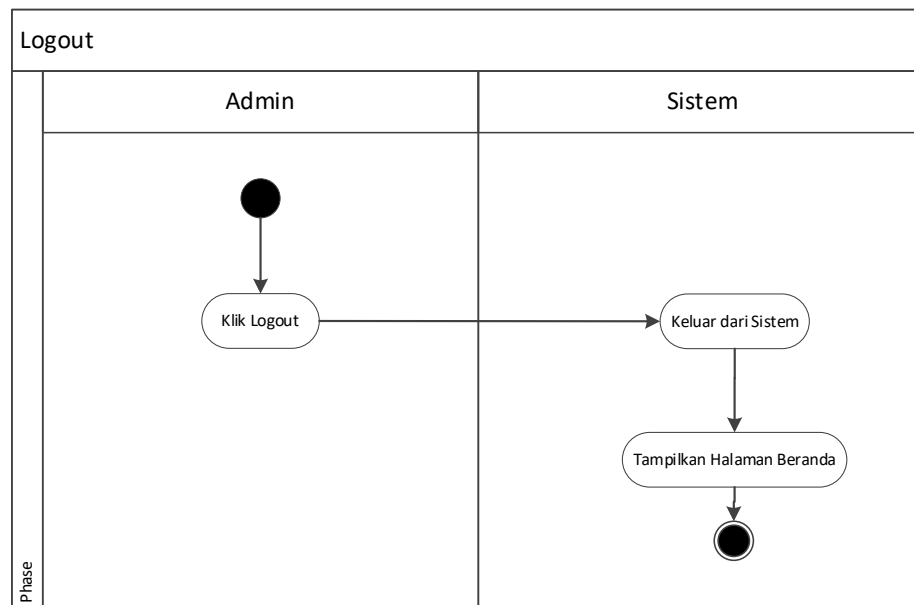 Logout
Admin
Sistem
Klik Logout
Keluar dari Sistem
Tampilkan Halaman Beranda
Phase